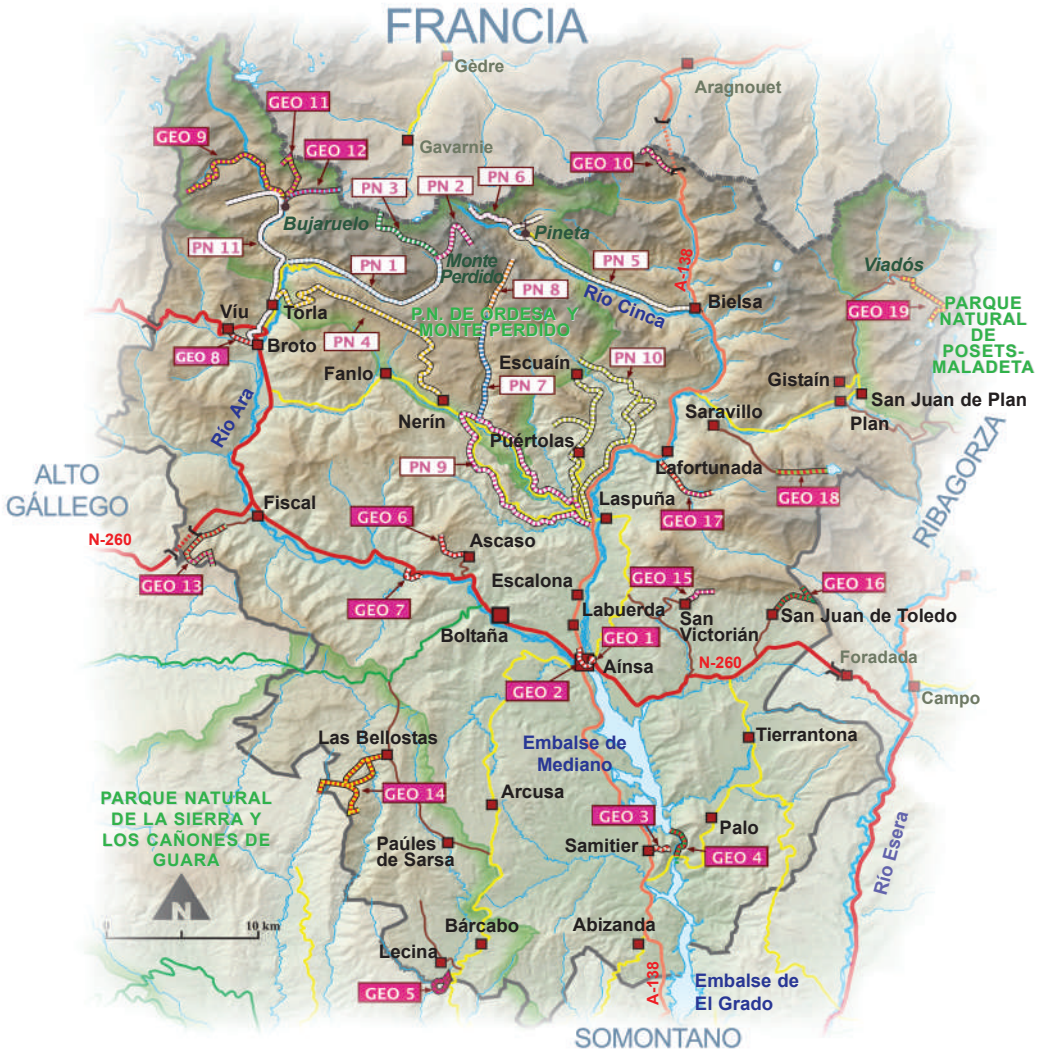 FRANCIA
Gèdre
Aragnouet
GEO 11
GEO 9
GEO 12
Gavarnie
GEO 10
PN 3
PN 2
PN 6
Bujaruelo
Pineta
PN 11
Monte
Perdido
PN 1
PN 5
A-138
Viadós
PN 8
Río Cinca
Bielsa
GEO 19
PARQUE
NATURAL
DE
POSETS-
MALADETA
Viu
Torla
P.N. DE ORDESA Y
MONTE PERDIDO
GEO 8
Broto
PN 4
Escuaín
PN 10
Fanlo
PN 7
Gistaín
San Juan de Plan
Plan
Nerín
Saravillo
Río Ara
Puértolas
PN 9
Lafortunada
GEO 18
ALTO
GÁLLEGO
RIBAGORZA
Fiscal
Laspuña
GEO 17
GEO 6
N-260
Ascaso
GEO 13
Escalona
GEO 15
GEO 16
GEO 7
Labuerda
San
Victorián
San Juan de Toledo
Boltaña
GEO 1
Aínsa
N-260
Foradada
GEO 2
Campo
Las Bellostas
Embalse de
Mediano
Tierrantona
GEO 14
Arcusa
PARQUE NATURAL
DE LA SIERRA Y
LOS CAÑONES DE
GUARA
GEO 3
Palo
Paúles
de Sarsa
Samitier
GEO 4
Río Esera
N
0
10 km
Bárcabo
Abizanda
Lecina
GEO 5
A-138
Embalse de
El Grado
SOMONTANO